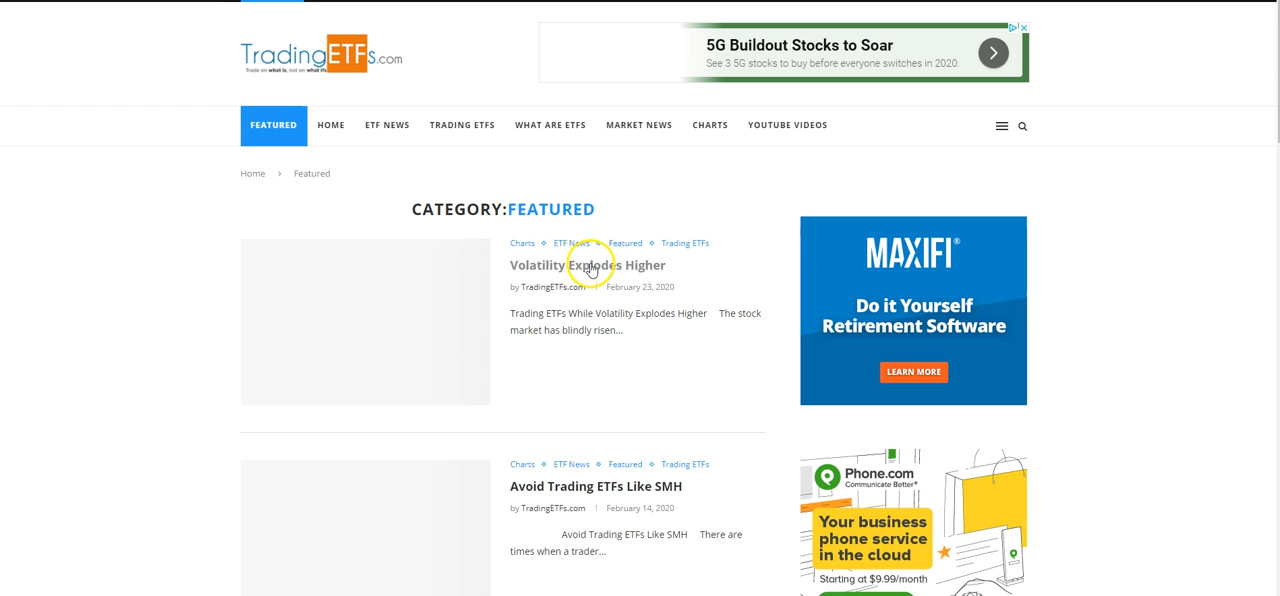 TradingETFs.com
Trade on what is, not on what ifs
5G Buildout Stocks to Soar
See 3 5G stocks to buy before everyone switches in 2020.
FEATURED HOME ETF NEWS TRADING ETFS WHAT ARE ETFS MARKET NEWS CHARTS YOUTUBE VIDEOS
Home > Featured
CATEGORY:FEATURED
Charts ETF News Featured Trading ETFs
Volatility Explodes Higher
by TradingETFs.com | February 23, 2020
Trading ETFs While Volatility Explodes Higher The stock
market has blindly risen...
Charts ETF News Featured Trading ETFs
Avoid Trading ETFs Like SMH
by TradingETFs.com | February 14, 2020
Avoid Trading ETFs Like SMH There are
times when a trader...
MAXIFI®
Do it Yourself
Retirement Software
LEARN MORE
Phone.com
Communicate Better®
Your business
phone service
in the cloud
Starting at $9.99/month